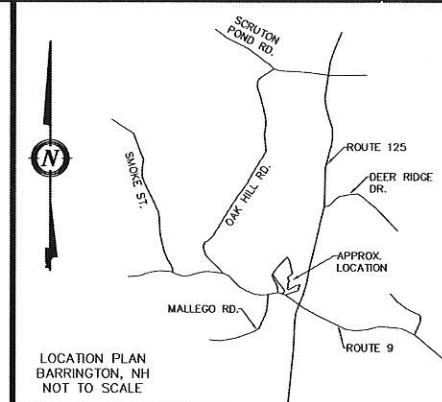 SCRUTON
POND RD.
ROUTE 125
DEER RIDGE
DR.
SMOKE ST.
OAK HILL RD.
N
APPROX.
LOCATION
MALLEGO RD.
ROUTE 9
LOCATION PLAN
BARRINGTON, NH
NOT TO SCALE